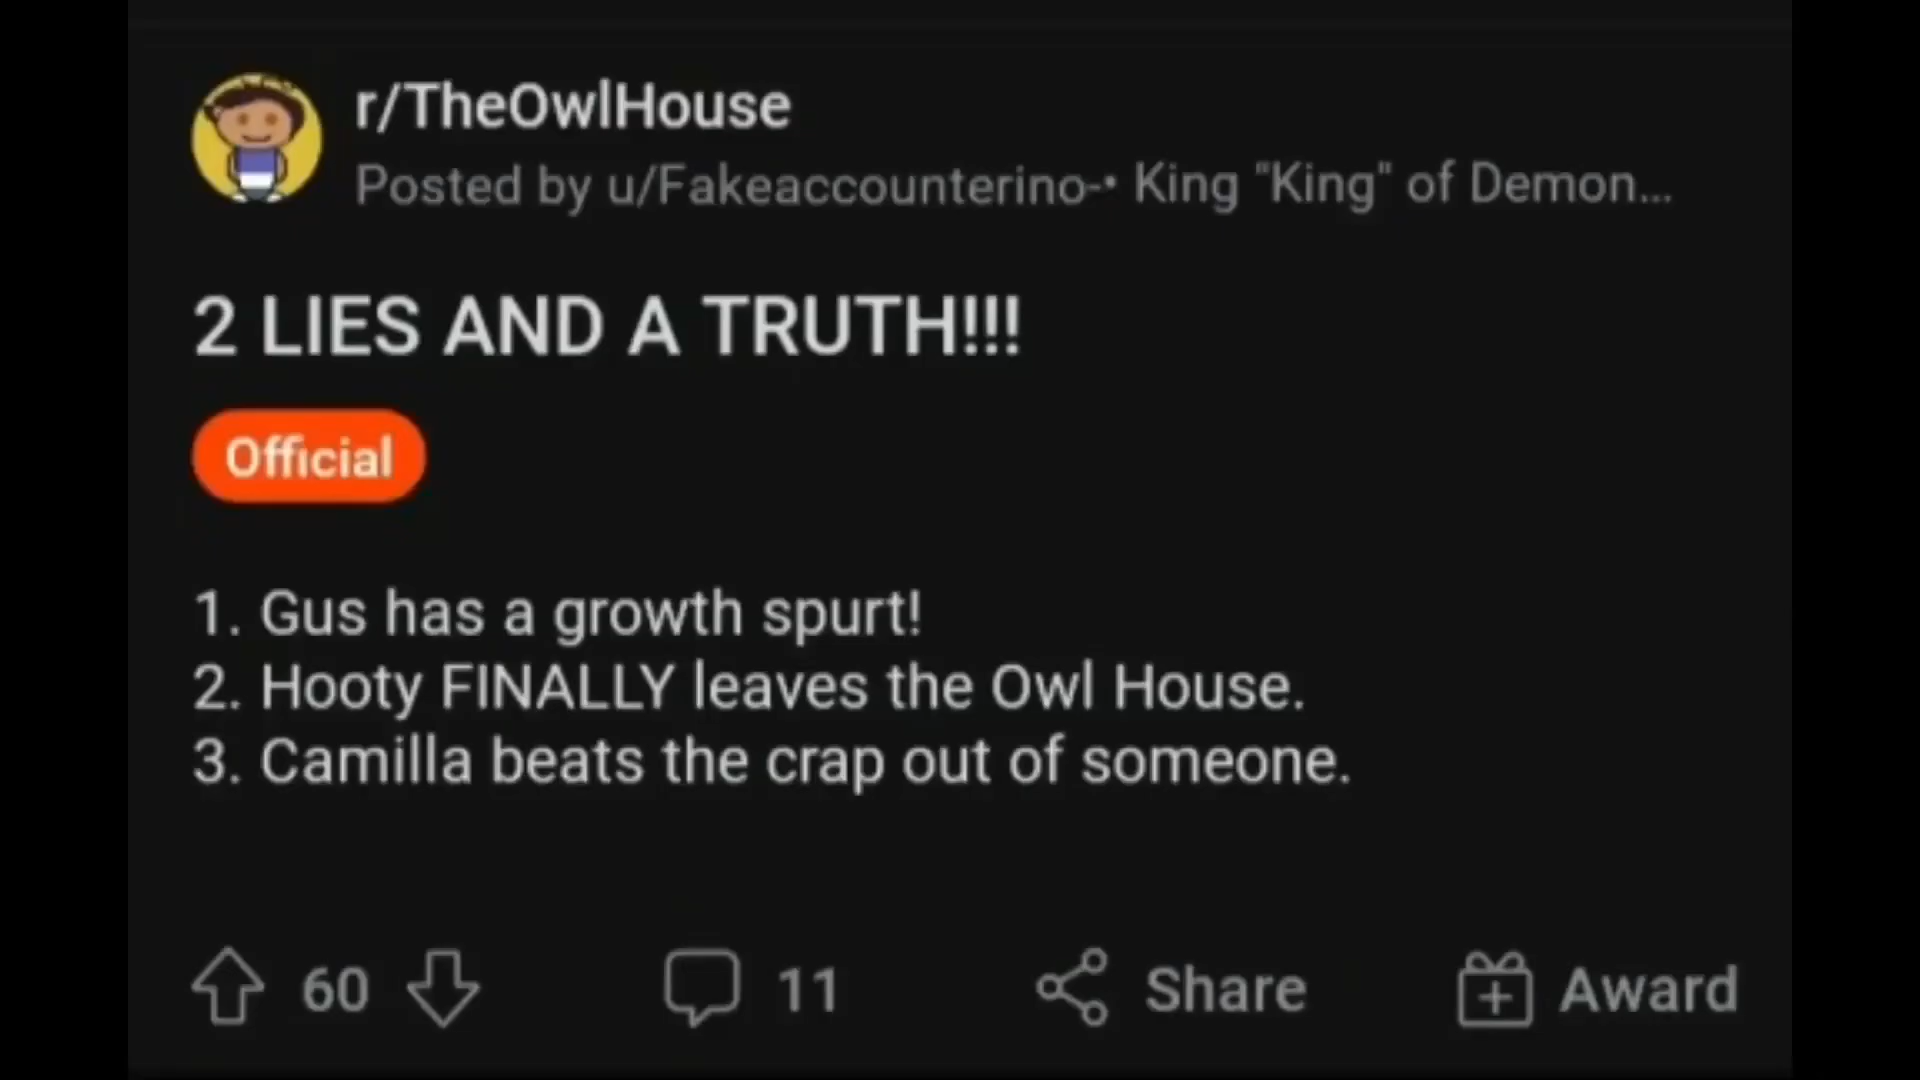 r/TheOwlHouse
Posted by u/Fakeaccounterino-• King "King" of Demon...
2 LIES AND A TRUTH!!!
Official
1. Gus has a growth spurt!
2. Hooty FINALLY leaves the Owl House.
3. Camilla beats the crap out of someone.
60 11 Share Award